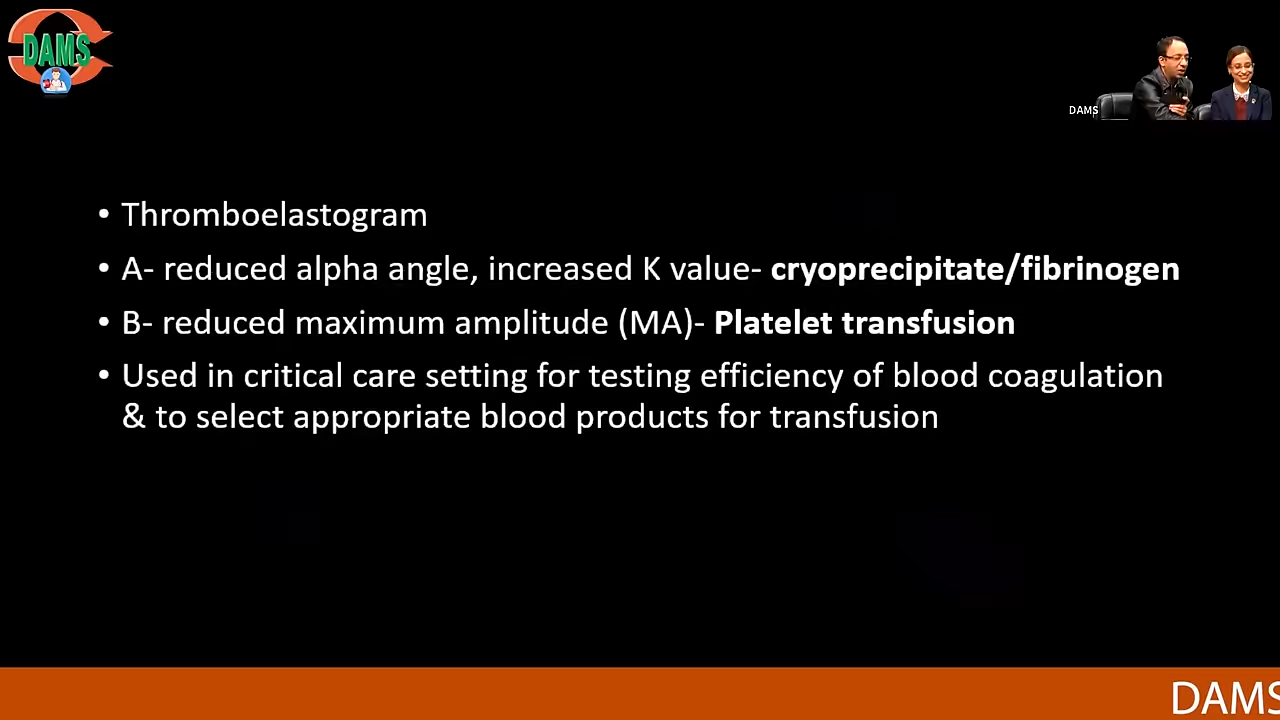 DAMS
DAMS
• Thromboelastogram
• A- reduced alpha angle, increased K value- cryoprecipitate/fibrinogen
• B- reduced maximum amplitude (MA)- Platelet transfusion
• Used in critical care setting for testing efficiency of blood coagulation
& to select appropriate blood products for transfusion
DAMS